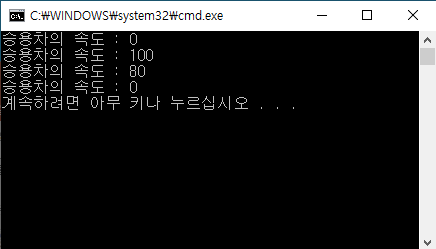 C:₩WINDOWS₩system32₩cmd.exe
승용차의 속도 : 0
승용차의 속도 : 100
승용차의 속도 : 80
승용차의 속도 : 0
계속하려면 아무 키나 누르십시오 . . .